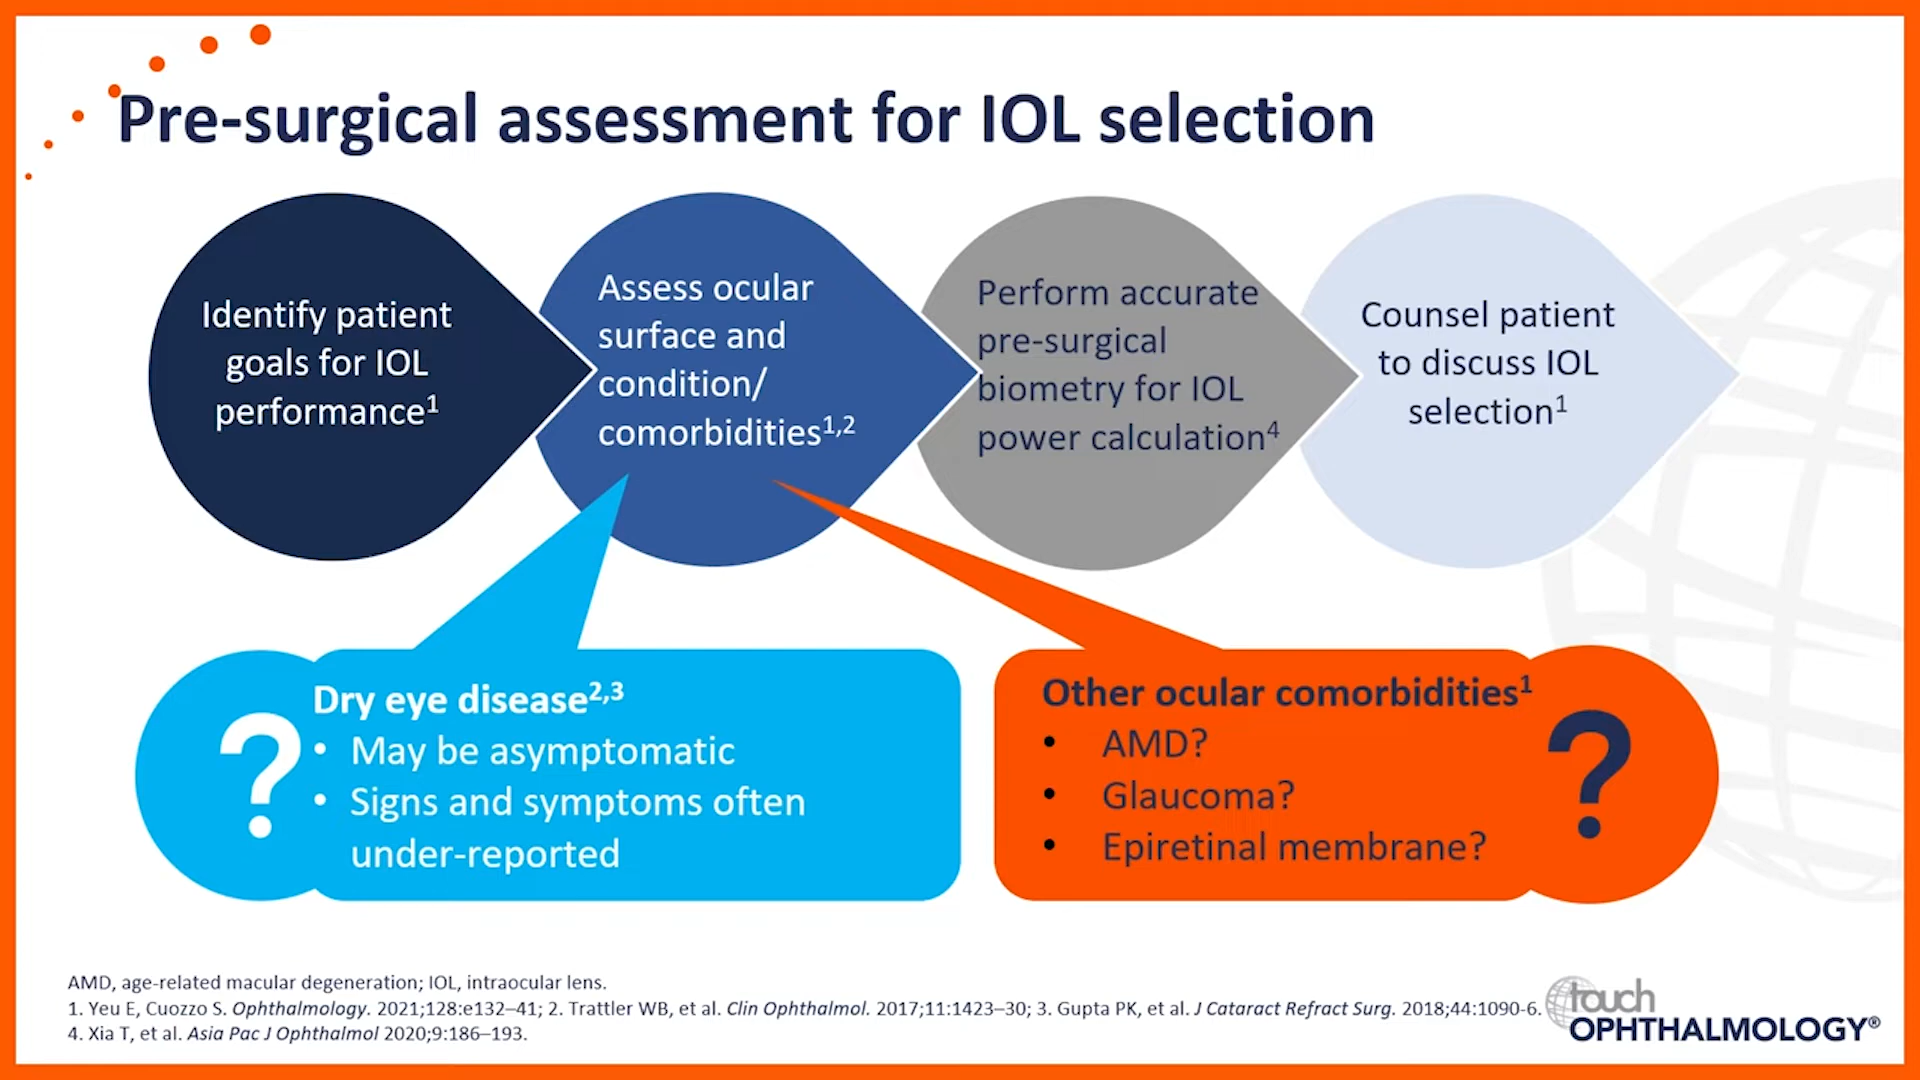 Pre-surgical assessment for IOL selection
Identify patient
goals for IOL
performance¹
Assess ocular
surface and
condition/
comorbidities¹,²
Perform accurate
pre-surgical
biometry for IOL
power calculation⁴
Counsel patient
to discuss IOL
selection¹
?
Dry eye disease²,³
• May be asymptomatic
• Signs and symptoms often
under-reported
Other ocular comorbidities¹
• AMD?
• Glaucoma?
• Epiretinal membrane?
?
AMD, age-related macular degeneration; IOL, intraocular lens.
1. Yeu E, Cuozzo S. Ophthalmology. 2021;128:e132–41; 2. Trattler WB, et al. Clin Ophthalmol. 2017;11:1423–30; 3. Gupta PK, et al. J Cataract Refract Surg. 2018;44:1090-6.
4. Xia T, et al. Asia Pac J Ophthalmol 2020;9:186–193.
touch
OPHTHALMOLOGY®